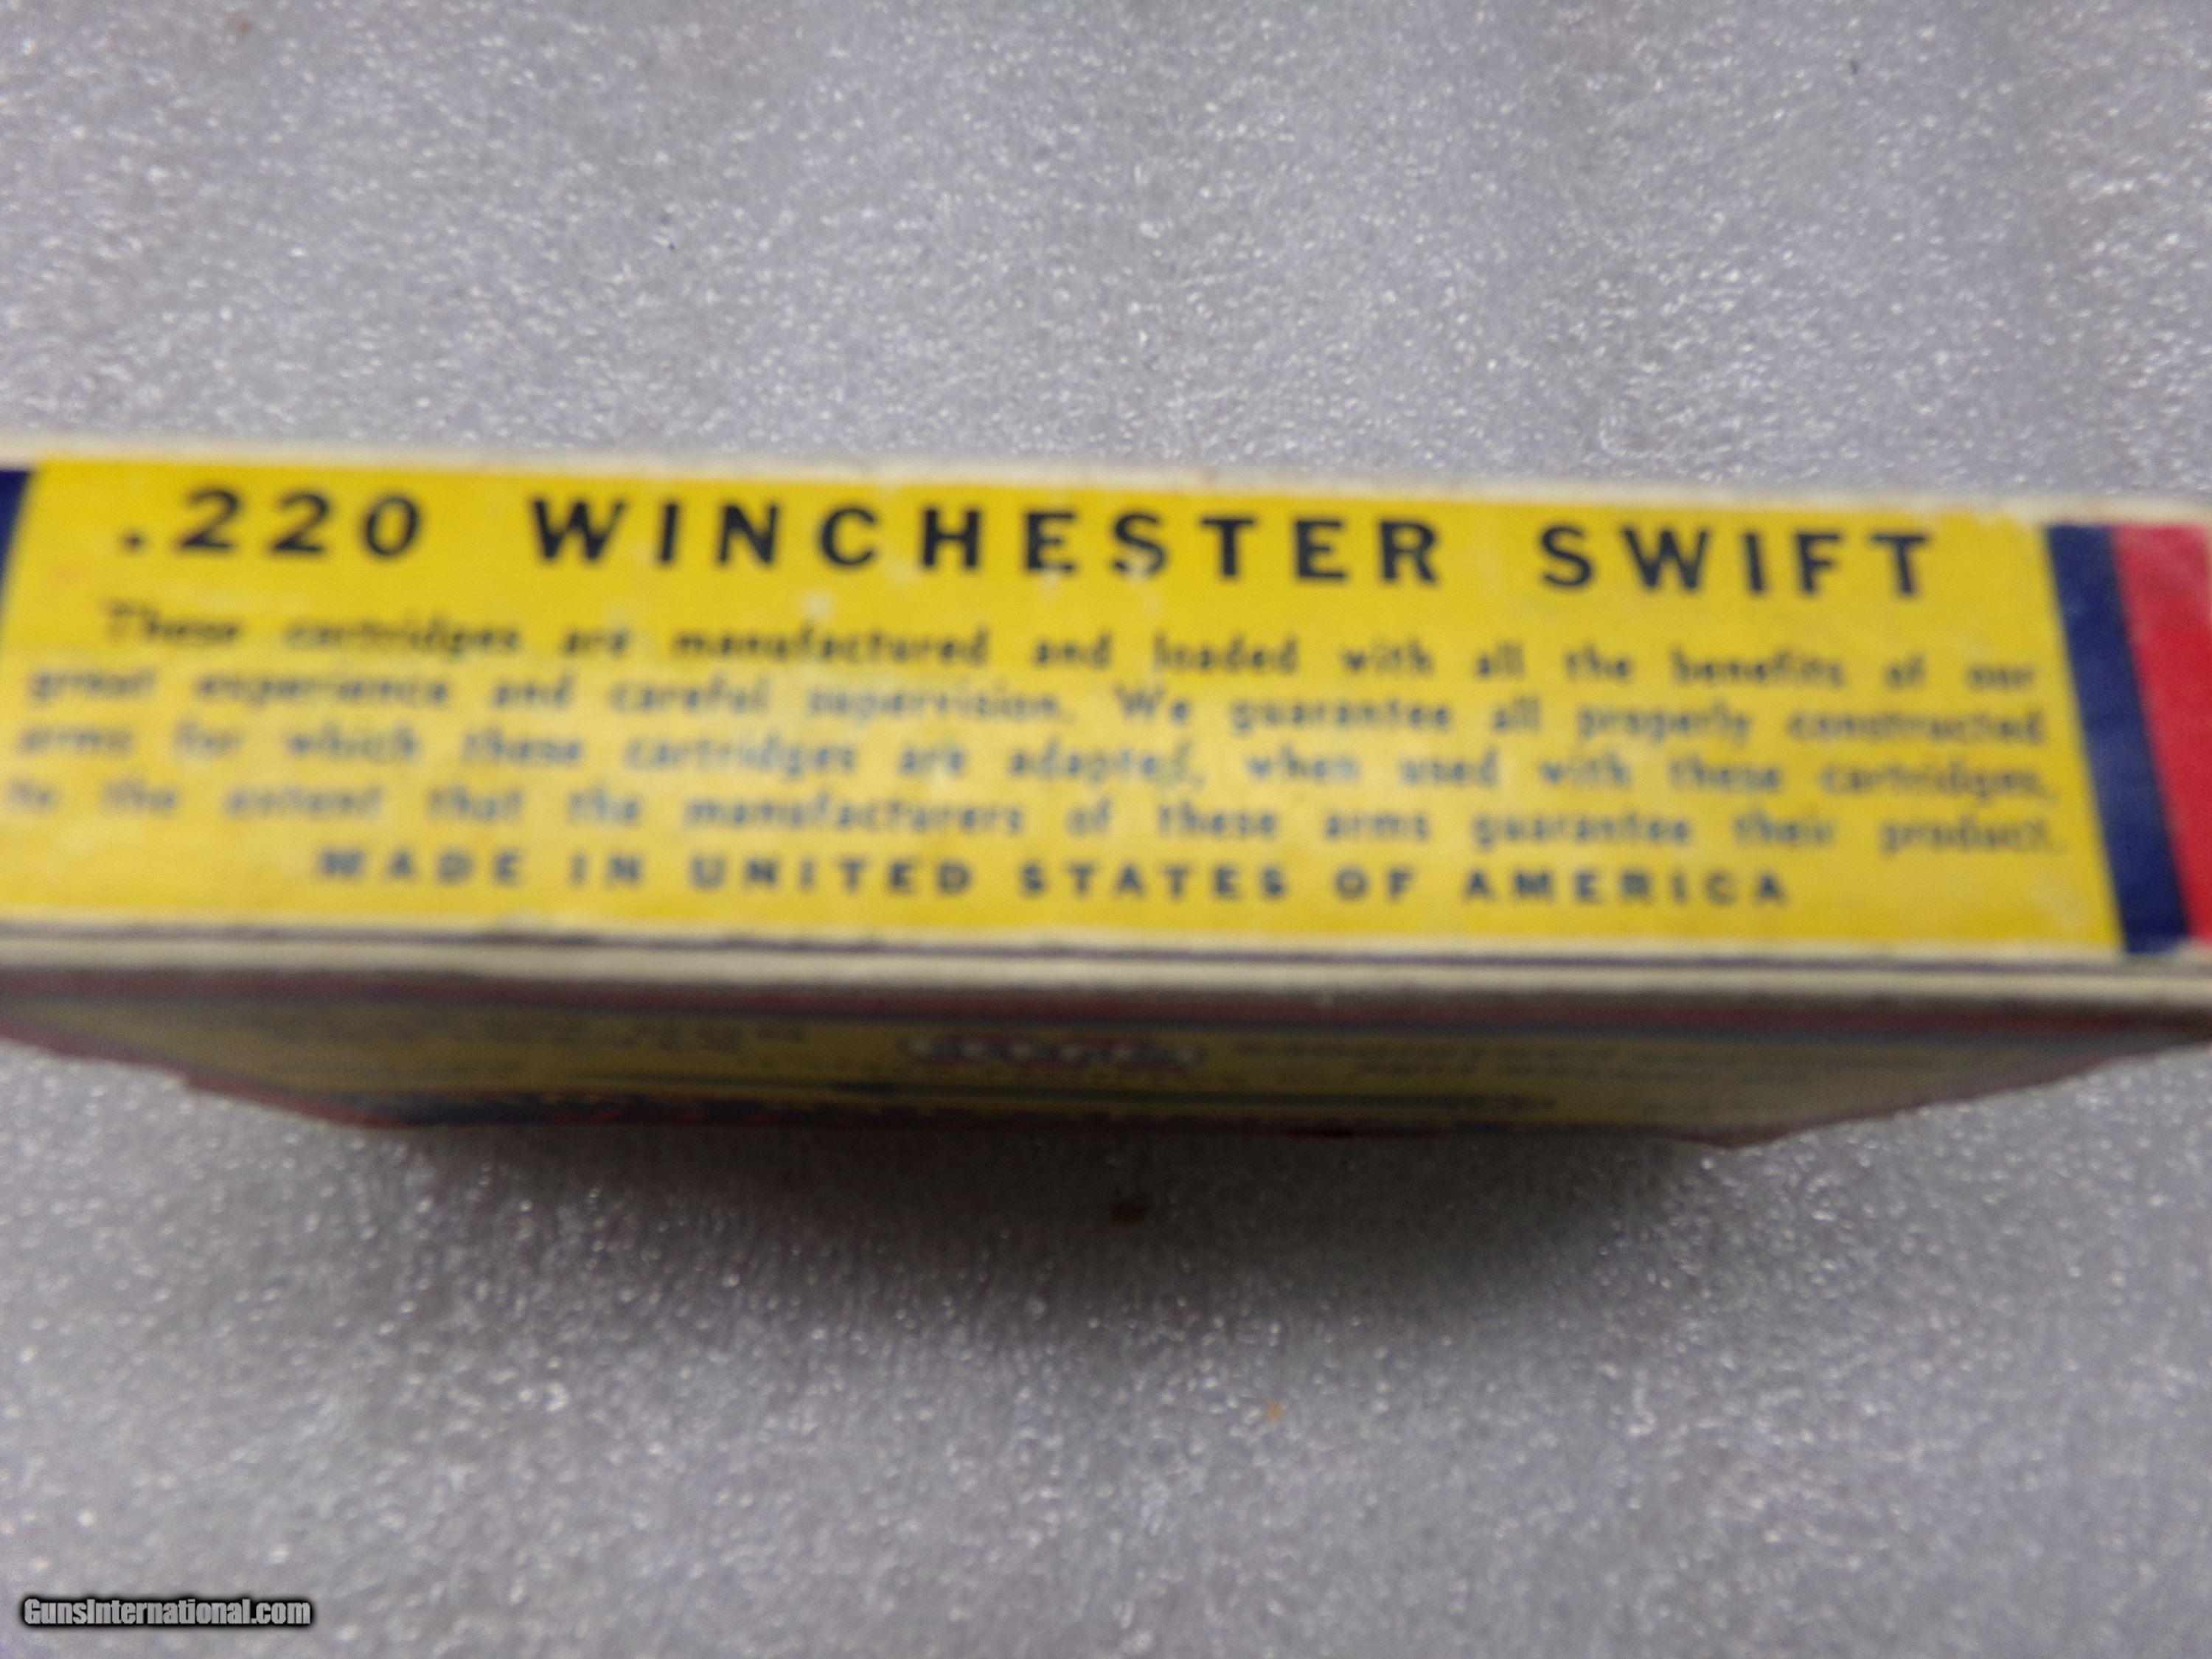 .220 WINCHESTER SWIFT
These cartridges are manufactured and loaded with all the benefits of our
great experience and careful supervision. We guarantee all properly constructed
arms for which these cartridges are adapted, when used with these cartridges,
to the extent that the manufacturers of these arms guarantee their product.
MADE IN UNITED STATES OF AMERICA
GunsInternational.com